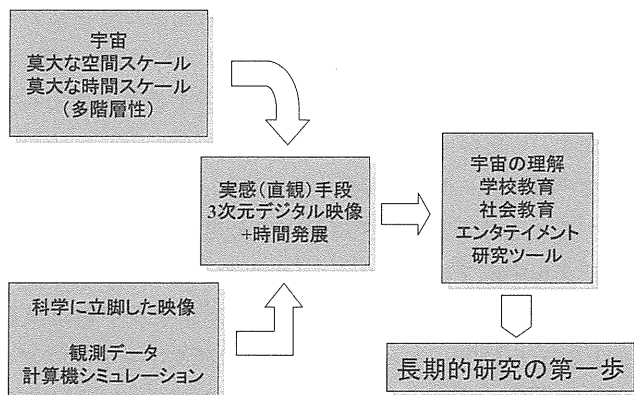 宇宙
莫大な空間スケール
莫大な時間スケール
(多階層性)
実感(直観)手段
3次元デジタル映像
+時間発展
宇宙の理解
学校教育
社会教育
エンタテイメント
研究ツール
科学に立脚した映像
観測データ
計算機シミュレーション
長期的研究の第一歩